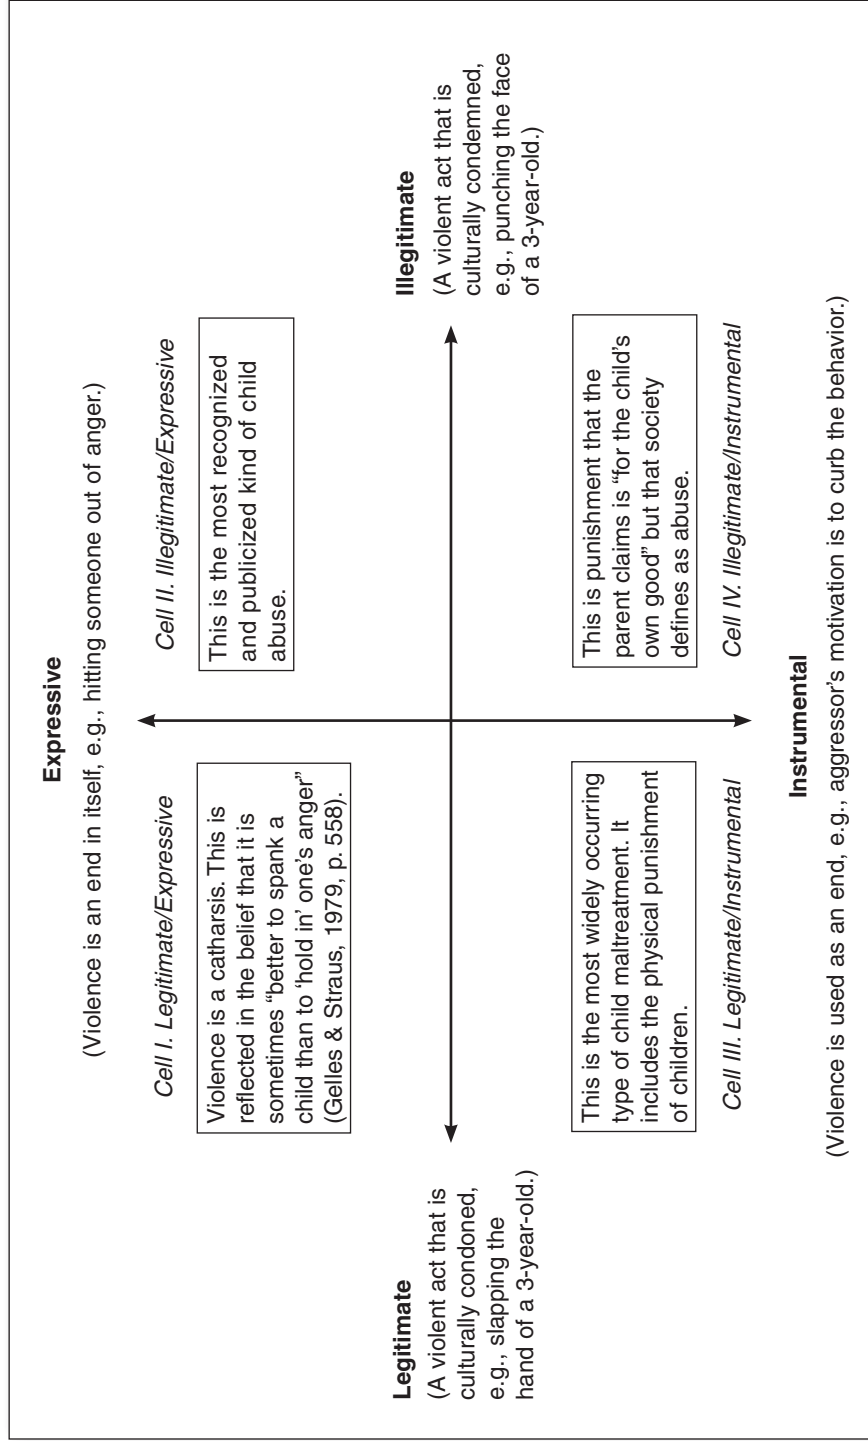 Expressive
(Violence is an end in itself, e.g., hitting someone out of anger.)
Cell I. Legitimate/Expressive
Violence is a catharsis. This is
reflected in the belief that it is
sometimes “better to spank a
child than to ‘hold in’ one’s anger”
(Gelles & Straus, 1979, p. 558).
Cell II. Illegitimate/Expressive
This is the most recognized
and publicized kind of child
abuse.
Legitimate
(A violent act that is
culturally condoned,
e.g., slapping the
hand of a 3-year-old.)
Illegitimate
(A violent act that is
culturally condemned,
e.g., punching the face
of a 3-year-old.)
This is the most widely occurring
type of child maltreatment. It
includes the physical punishment
of children.
Cell III. Legitimate/Instrumental
This is punishment that the
parent claims is “for the child’s
own good” but that society
defines as abuse.
Cell IV. Illegitimate/Instrumental
Instrumental
(Violence is used as an end, e.g., aggressor’s motivation is to curb the behavior.)